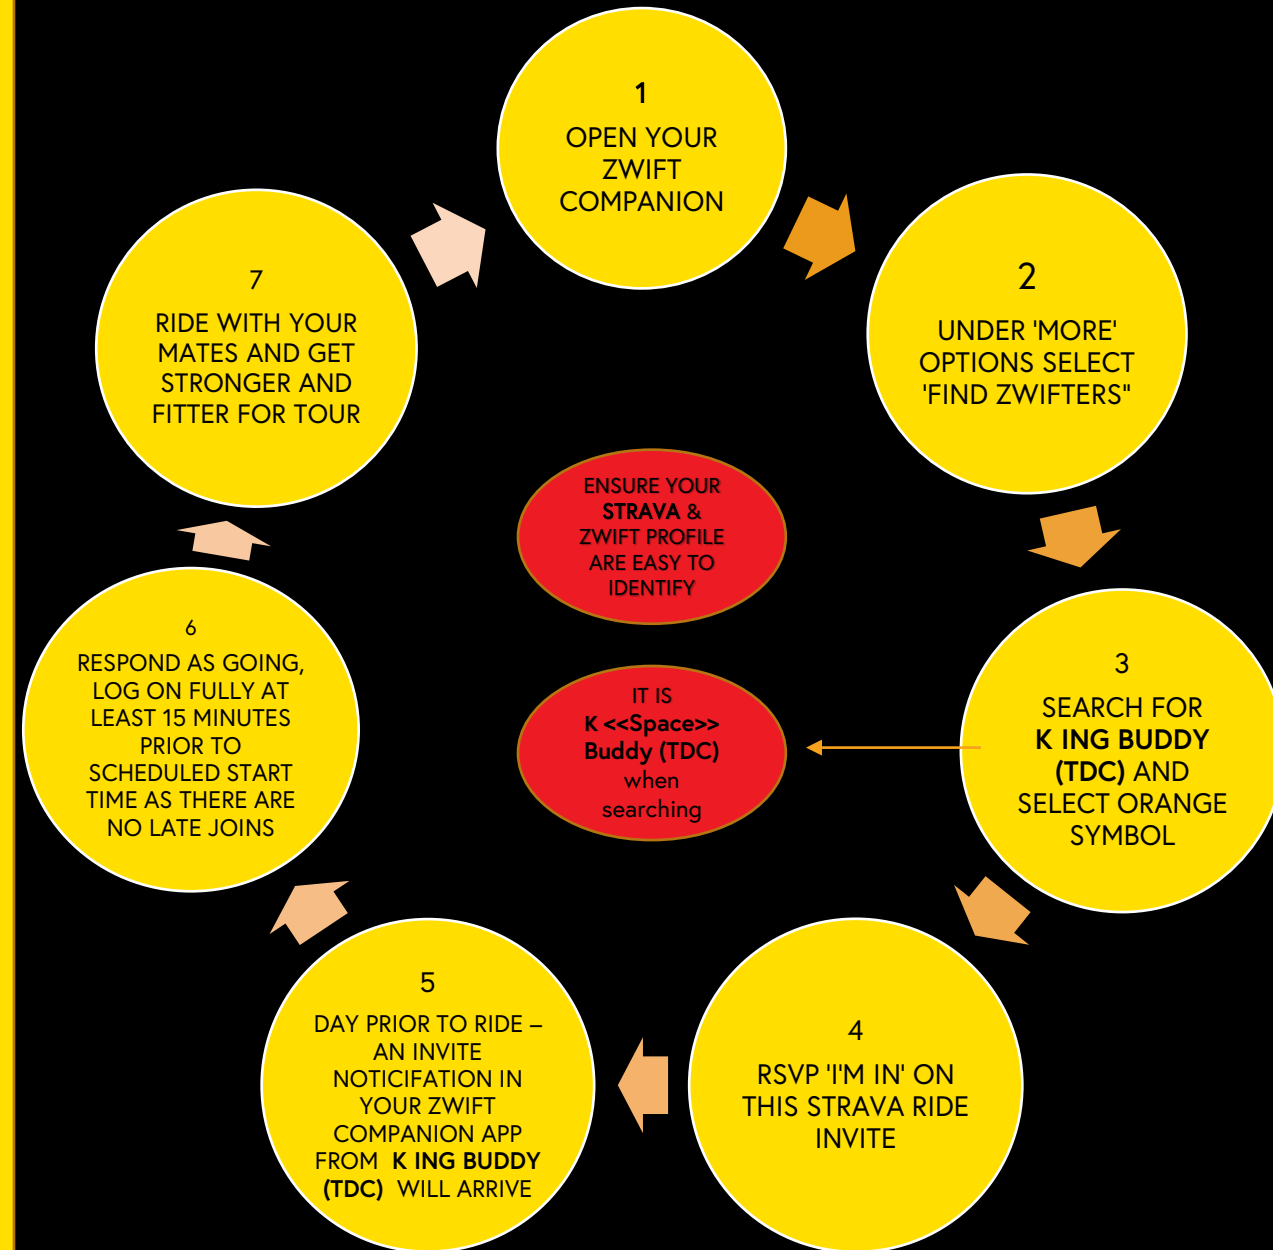 1
OPEN YOUR
ZWIFT
COMPANION
2
UNDER 'MORE'
OPTIONS SELECT
'FIND ZWIFTERS"
3
SEARCH FOR
K ING BUDDY
(TDC) AND
SELECT ORANGE
SYMBOL
4
RSVP 'I'M IN' ON
THIS STRAVA RIDE
INVITE
5
DAY PRIOR TO RIDE –
AN INVITE
NOTICIFATION IN
YOUR ZWIFT
COMPANION APP
FROM K ING BUDDY
(TDC) WILL ARRIVE
6
RESPOND AS GOING,
LOG ON FULLY AT
LEAST 15 MINUTES
PRIOR TO
SCHEDULED START
TIME AS THERE ARE
NO LATE JOINS
7
RIDE WITH YOUR
MATES AND GET
STRONGER AND
FITTER FOR TOUR
ENSURE YOUR
STRAVA &
ZWIFT PROFILE
ARE EASY TO
IDENTIFY
IT IS
K <<Space>>
Buddy (TDC)
when
searching